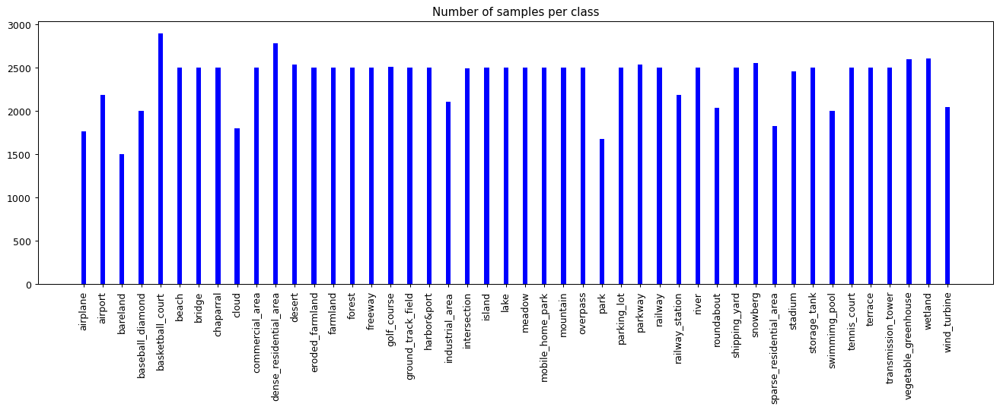 Number of samples per class
3000
2500
2000
1500
1000
500
0
airplane
airport
bareland
baseball_diamond
basketball_court
beach
bridge
chaparral
cloud
commercial_area
dense_residential_area
desert
eroded_farmland
farmland
forest
freeway
golf_course
ground_track_field
harbor&port
industrial_area
intersection
island
lake
meadow
mobile_home_park
mountain
overpass
park
parking_lot
parkway
railway
railway_station
river
roundabout
shipping_yard
snowberg
sparse_residential_area
stadium
storage_tank
swimmimg_pool
tennis_court
terrace
transmission_tower
vegetable_greenhouse
wetland
wind_turbine